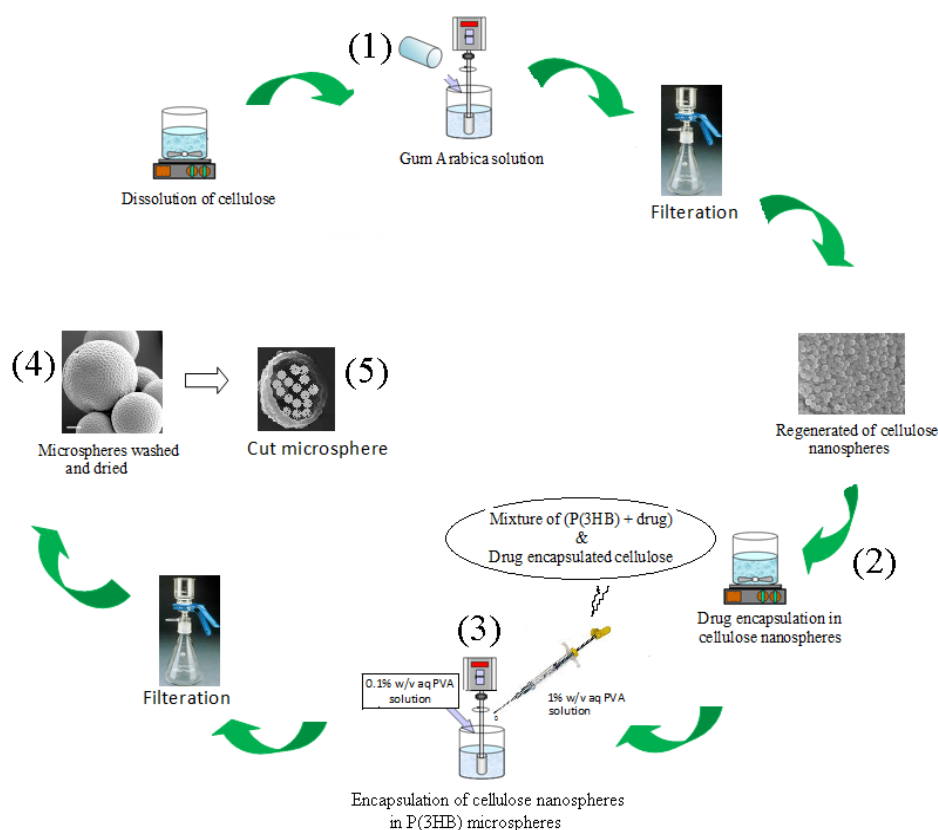 (1)
Gum Arabica solution
Dissolution of cellulose
Filteration
(4)
(5)
Microspheres washed
and dried
Cut microsphere
Regenerated of cellulose
nanospheres
Mixture of (P(3HB) + drug)
&
Drug encapsulated cellulose
(2)
Drug encapsulation in
cellulose nanospheres
(3)
0.1% w/v aq PVA
solution
1% w/v aq PVA
solution
Filteration
Encapsulation of cellulose nanospheres
in P(3HB) microspheres